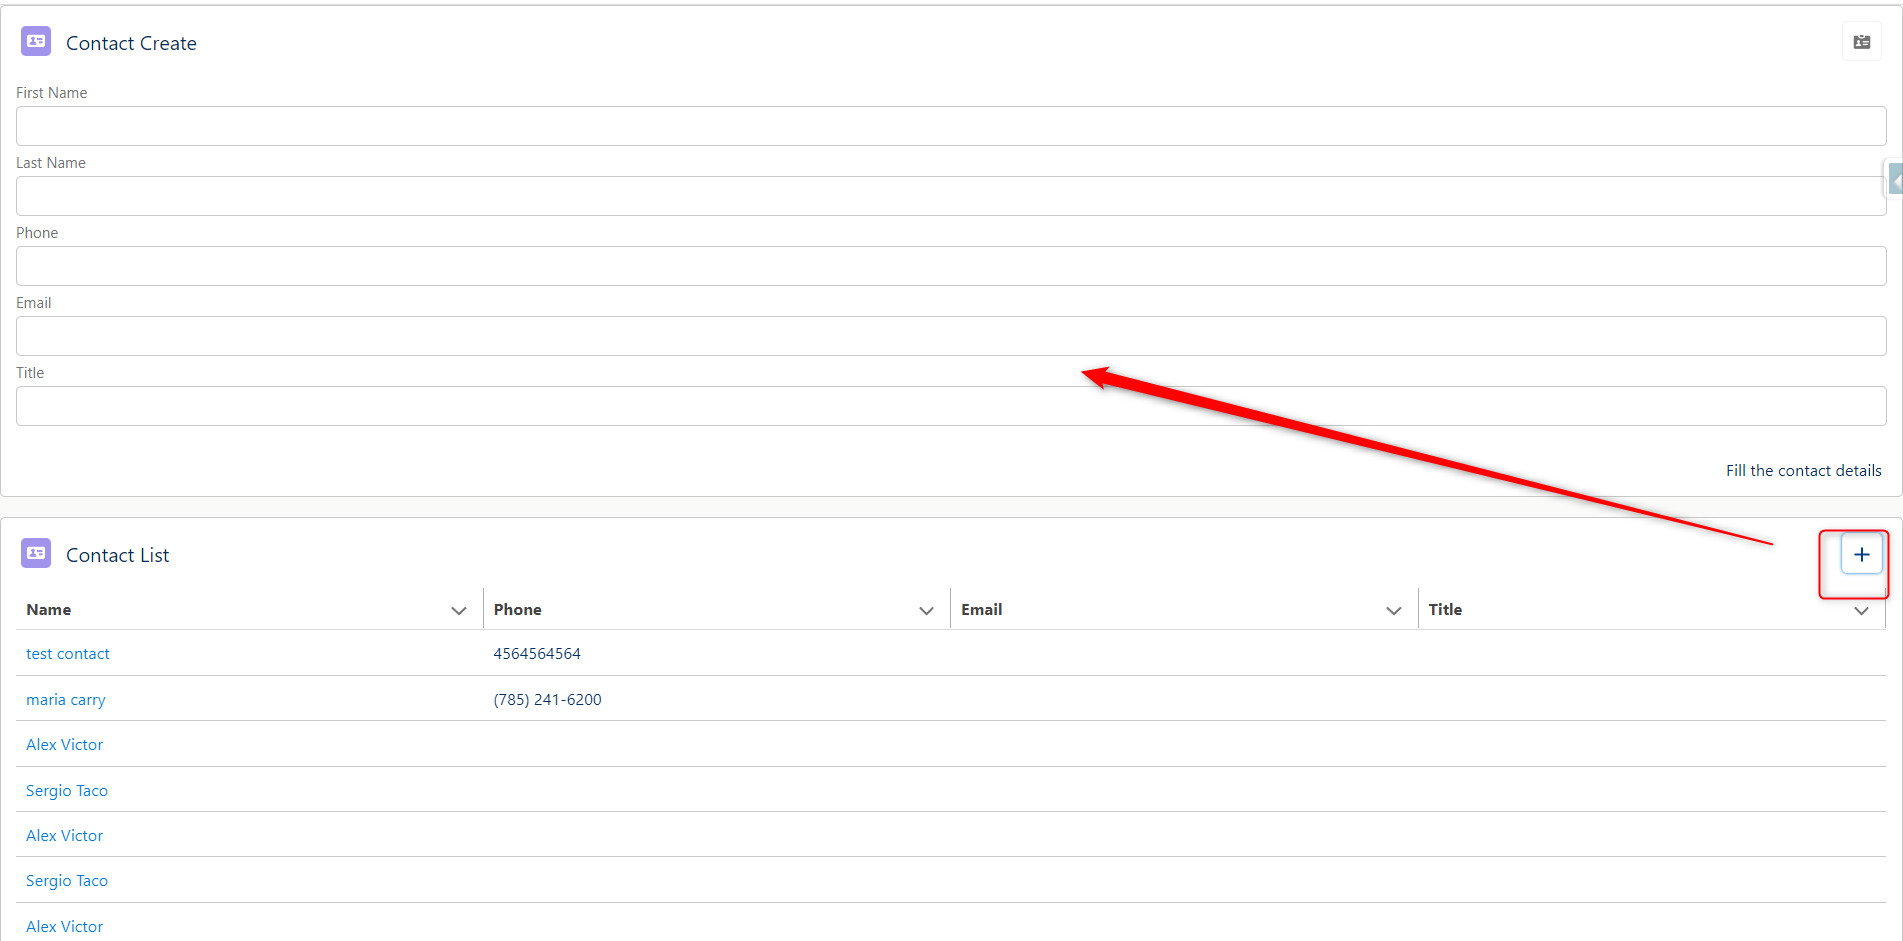 Contact Create
First Name
Last Name
Phone
Email
Title
Fill the contact details
Contact List
Name Phone Email Title
test contact 4564564564
maria carry (785) 241-6200
Alex Victor
Sergio Taco
Alex Victor
Sergio Taco
Alex Victor